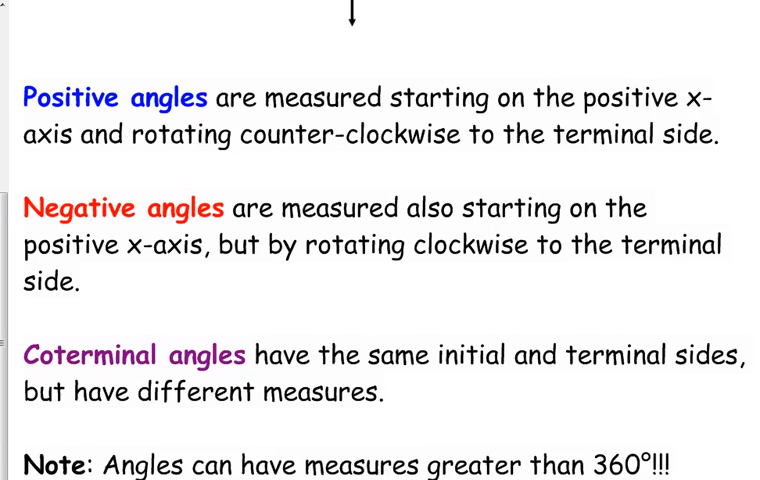 Positive angles are measured starting on the positive x-
axis and rotating counter-clockwise to the terminal side.
Negative angles are measured also starting on the
positive x-axis, but by rotating clockwise to the terminal
side.
Coterminal angles have the same initial and terminal sides,
but have different measures.
Note: Angles can have measures greater than 360°!!!